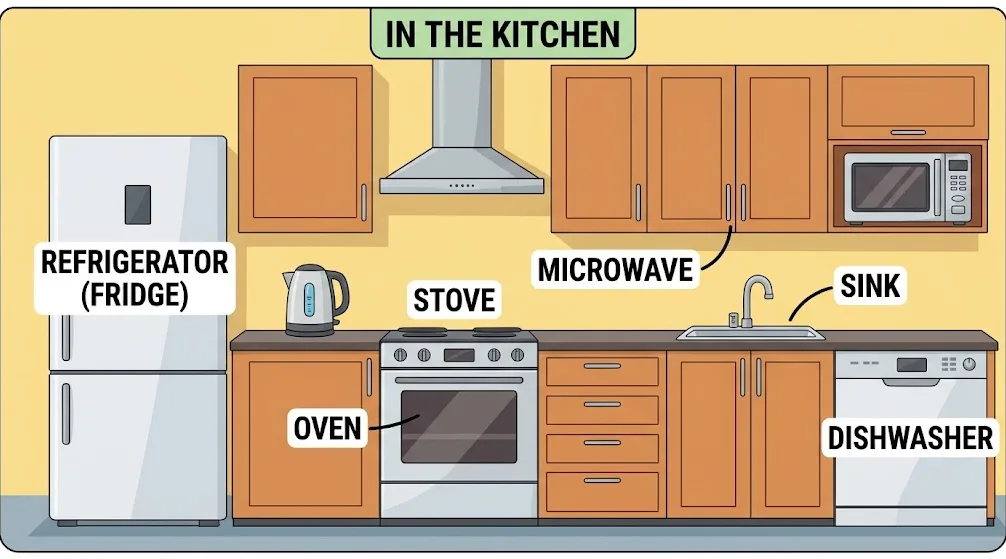 IN THE KITCHEN
REFRIGERATOR
(FRIDGE)
STOVE
MICROWAVE
SINK
OVEN
DISHWASHER